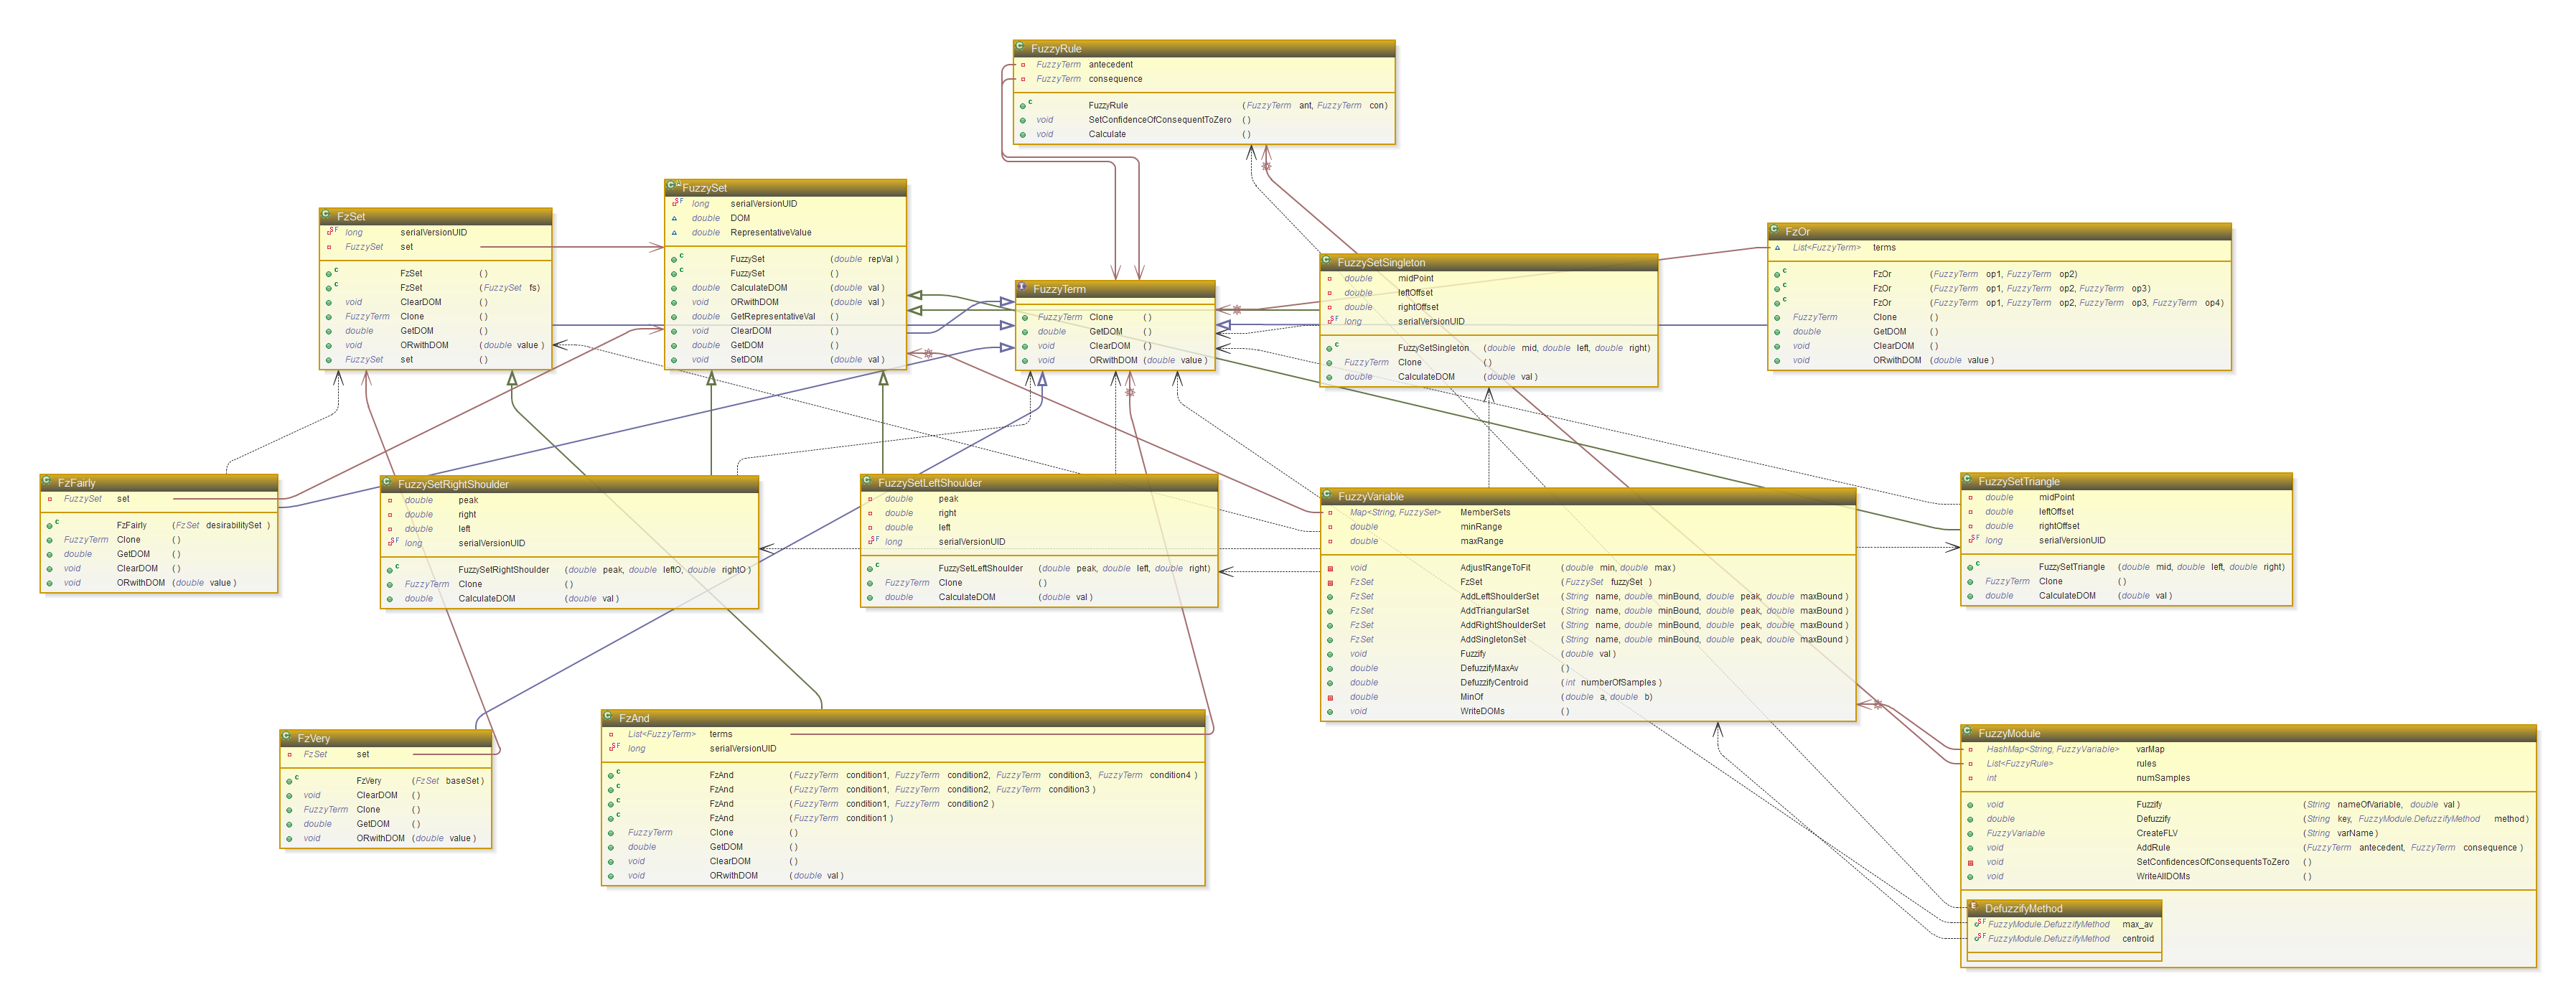 FuzzyRule
FuzzyTerm antecedent
FuzzyTerm consequence
FuzzyRule (FuzzyTerm ant, FuzzyTerm con)
void SetConfidenceOfConsequentToZero ()
void Calculate ()
FuzzySet
long serialVersionUID
double DOM
double RepresentativeValue
FuzzySet (double repVal)
FuzzySet ()
double CalculateDOM (double val)
void ORwithDOM (double val)
double GetRepresentativeVal ()
void ClearDOM ()
double GetDOM ()
void SetDOM (double val)
FzSet
long serialVersionUID
FuzzySet set
FzSet ()
FzSet (FuzzySet fs)
void ClearDOM ()
FuzzyTerm Clone ()
double GetDOM ()
void ORwithDOM (double value)
FuzzySet set ()
FzOr
List<FuzzyTerm> terms
FzOr (FuzzyTerm op1, FuzzyTerm op2)
FzOr (FuzzyTerm op1, FuzzyTerm op2, FuzzyTerm op3)
FzOr (FuzzyTerm op1, FuzzyTerm op2, FuzzyTerm op3, FuzzyTerm op4)
FuzzyTerm Clone ()
double GetDOM ()
void ClearDOM ()
void ORwithDOM (double value)
FuzzySetSingleton
double midPoint
double leftOffset
double rightOffset
long serialVersionUID
FuzzySetSingleton (double mid, double left, double right)
FuzzyTerm Clone ()
double CalculateDOM (double val)
FuzzyTerm
FuzzyTerm Clone ()
double GetDOM ()
void ClearDOM ()
void ORwithDOM (double value)
FzFairly
FuzzySet set
FzFairly (FzSet desirabilitySet)
FuzzyTerm Clone ()
double GetDOM ()
void ClearDOM ()
void ORwithDOM (double value)
FuzzySetRightShoulder
double peak
double right
double left
long serialVersionUID
FuzzySetRightShoulder (double peak, double leftO, double rightO)
FuzzyTerm Clone ()
double CalculateDOM (double val)
FuzzySetLeftShoulder
double peak
double right
double left
long serialVersionUID
FuzzySetLeftShoulder (double peak, double left, double right)
FuzzyTerm Clone ()
double CalculateDOM (double val)
FuzzyVariable
Map<String, FuzzySet> MemberSets
double minRange
double maxRange
void AdjustRangeToFit (double min, double max)
FzSet FzSet (FuzzySet fuzzySet)
FzSet AddLeftShoulderSet (String name, double minBound, double peak, double maxBound)
FzSet AddTriangularSet (String name, double minBound, double peak, double maxBound)
FzSet AddRightShoulderSet (String name, double minBound, double peak, double maxBound)
FzSet AddSingletonSet (String name, double minBound, double peak, double maxBound)
void Fuzzify (double val)
double DefuzzifyMaxAv ()
double DefuzzifyCentroid (int numberOfSamples)
double MinOf (double a, double b)
void WriteDOMs ()
FuzzySetTriangle
double midPoint
double leftOffset
double rightOffset
long serialVersionUID
FuzzySetTriangle (double mid, double left, double right)
FuzzyTerm Clone ()
double CalculateDOM (double val)
FzVery
FzSet set
FzVery (FzSet baseSet)
void ClearDOM ()
FuzzyTerm Clone ()
double GetDOM ()
void ORwithDOM (double value)
FzAnd
List<FuzzyTerm> terms
long serialVersionUID
FzAnd (FuzzyTerm condition1, FuzzyTerm condition2, FuzzyTerm condition3, FuzzyTerm condition4)
FzAnd (FuzzyTerm condition1, FuzzyTerm condition2, FuzzyTerm condition3)
FzAnd (FuzzyTerm condition1, FuzzyTerm condition2)
FzAnd (FuzzyTerm condition1)
FuzzyTerm Clone ()
double GetDOM ()
void ClearDOM ()
void ORwithDOM (double val)
FuzzyModule
HashMap<String, FuzzyVariable> varMap
List<FuzzyRule> rules
int numSamples
void Fuzzify (String nameOfVariable, double val)
double Defuzzify (String key, FuzzyModule.DefuzzifyMethod method)
FuzzyVariable CreateFLV (String varName)
void AddRule (FuzzyTerm antecedent, FuzzyTerm consequence)
void SetConfidencesOfConsequentsToZero ()
void WriteAllDOMs ()
DefuzzifyMethod
FuzzyModule.DefuzzifyMethod max_av
FuzzyModule.DefuzzifyMethod centroid